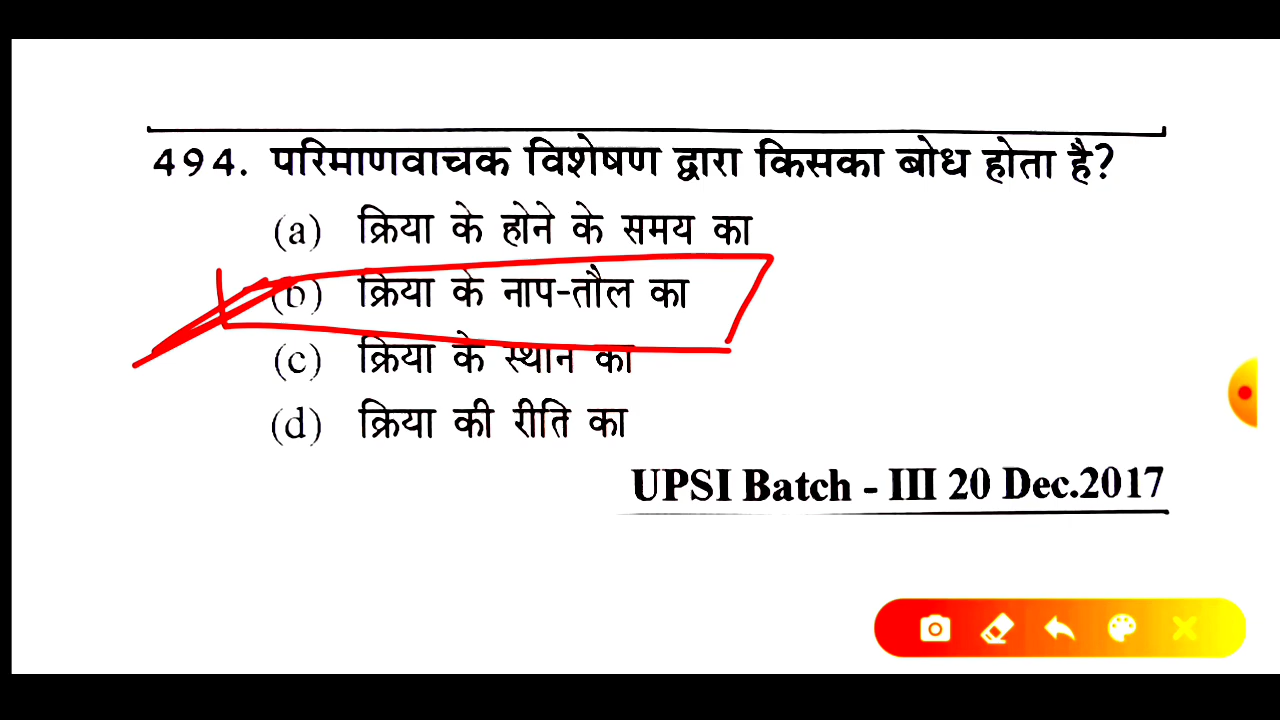 494. परिमाणवाचक विशेषण द्वारा किसका बोध होता है?
(a) क्रिया के होने के समय का
(b) क्रिया के नाप-तौल का
(c) क्रिया के स्थान का
(d) क्रिया की रीति का
UPSI Batch - III 20 Dec.2017